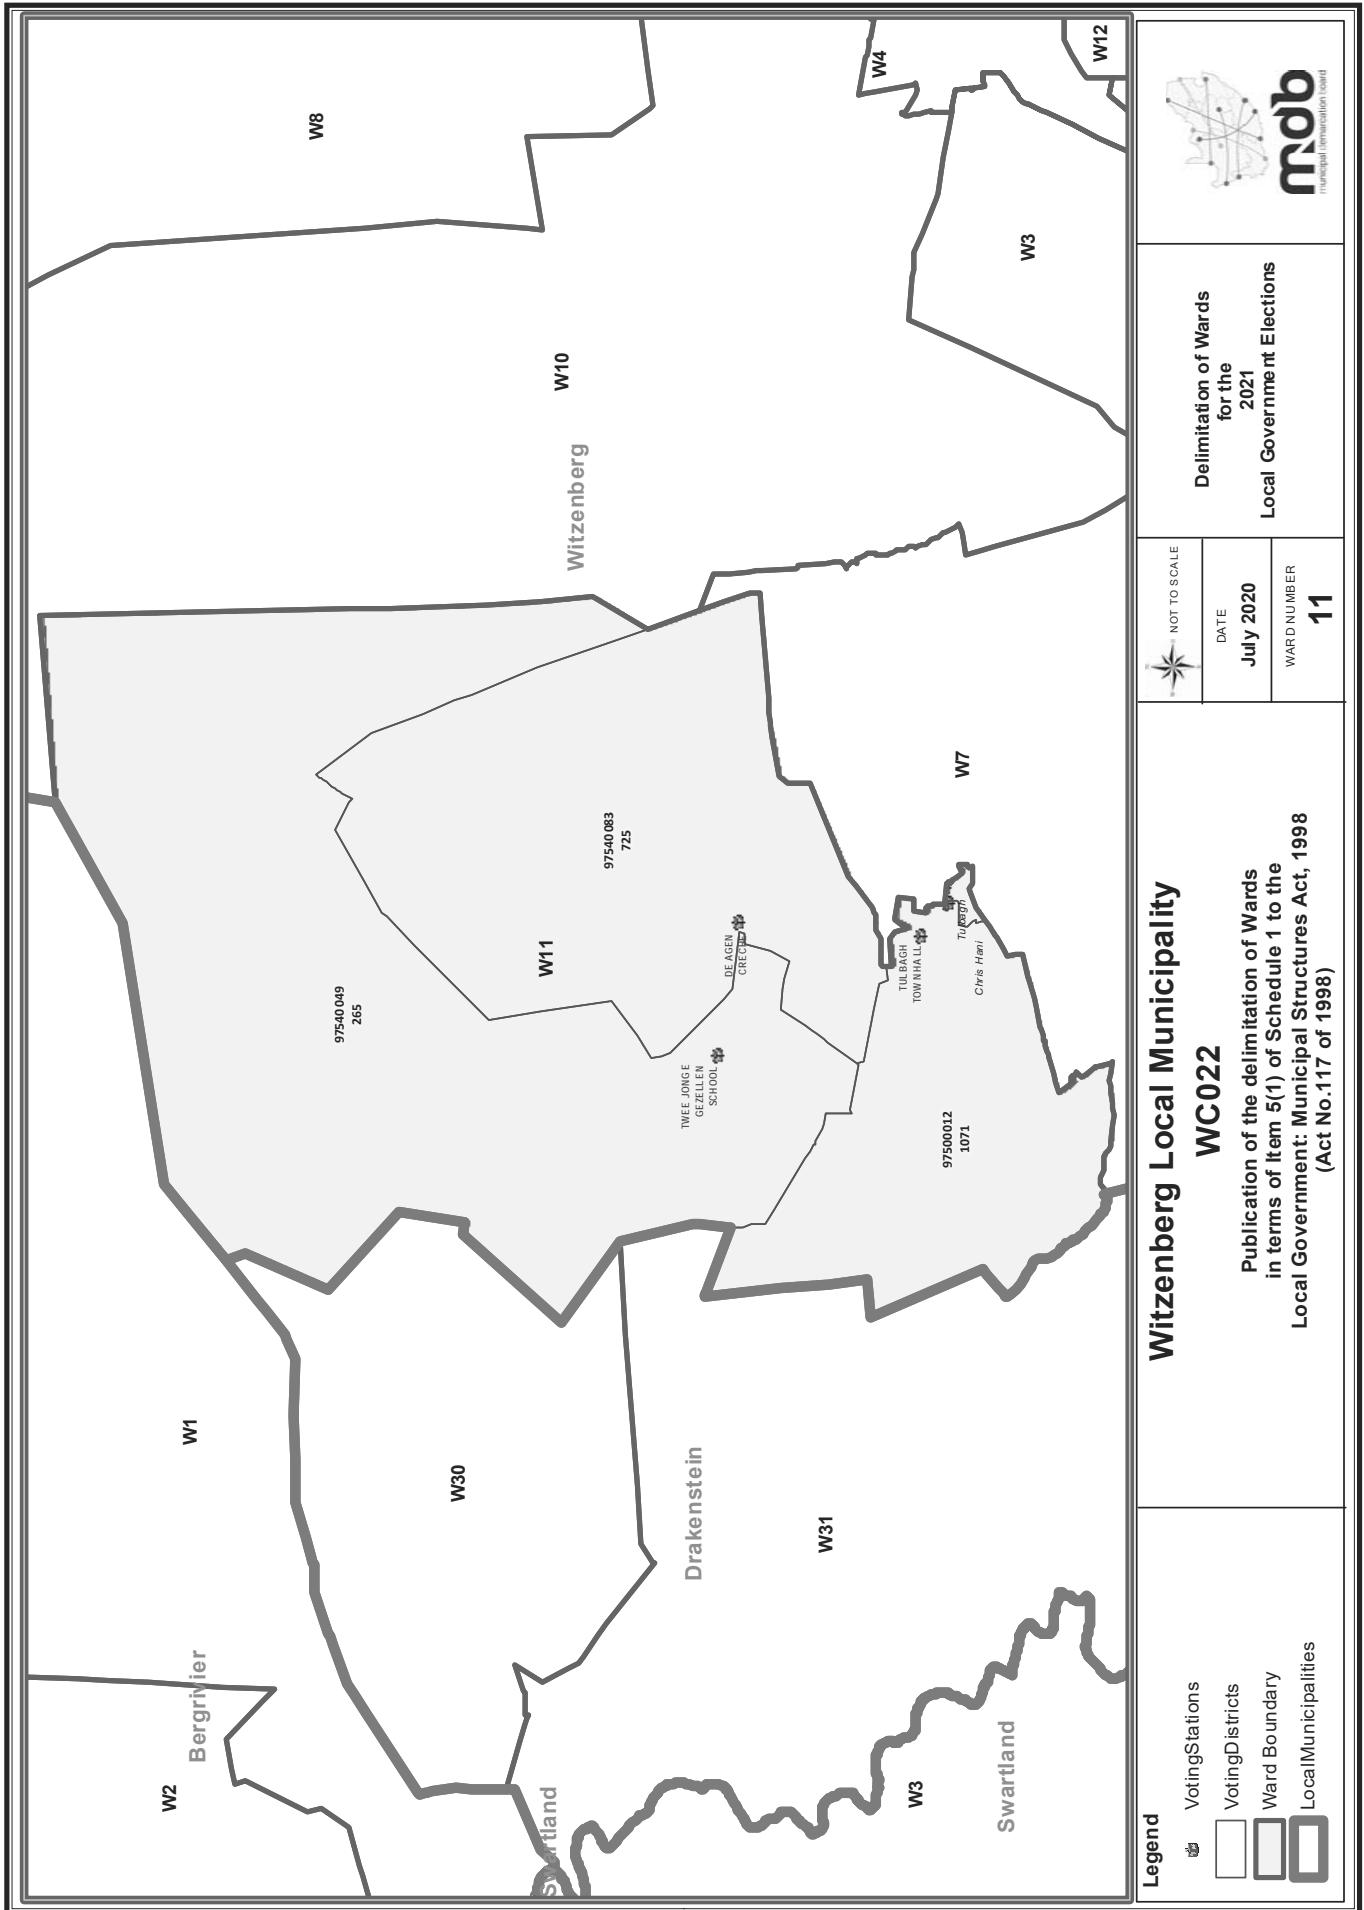 W8
W4
W12
W3
W10
Witzenberg
W7
97540083
725
W11
97540049
265
DE AGEN
CRECHE
TULBAGH
TOWNHALL
Tulbagh
Chris Hani
TWEE JONGE
GEZELLEN
SCHOOL
97500012
1071
W1
W30
Drakenstein
W31
Bergrivier
W2
Swartland
W3
Swartland
Legend
VotingStations
VotingDistricts
Ward Boundary
LocalMunicipalities
Witzenberg Local Municipality
WC022
Publication of the delimitation of Wards
in terms of Item 5(1) of Schedule 1 to the
Local Government: Municipal Structures Act, 1998
(Act No.117 of 1998)
NOT TO SCALE
DATE
July 2020
WARD NUMBER
11
Delimitation of Wards
for the
2021
Local Government Elections
mdb
municipal demarcation board